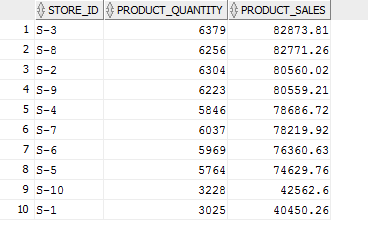 STORE_ID PRODUCT_QUANTITY PRODUCT_SALES
1 S-3 6379 82873.81
2 S-8 6256 82771.26
3 S-2 6304 80560.02
4 S-9 6223 80559.21
5 S-4 5846 78686.72
6 S-7 6037 78219.92
7 S-6 5969 76360.63
8 S-5 5764 74629.76
9 S-10 3228 42562.6
10 S-1 3025 40450.26